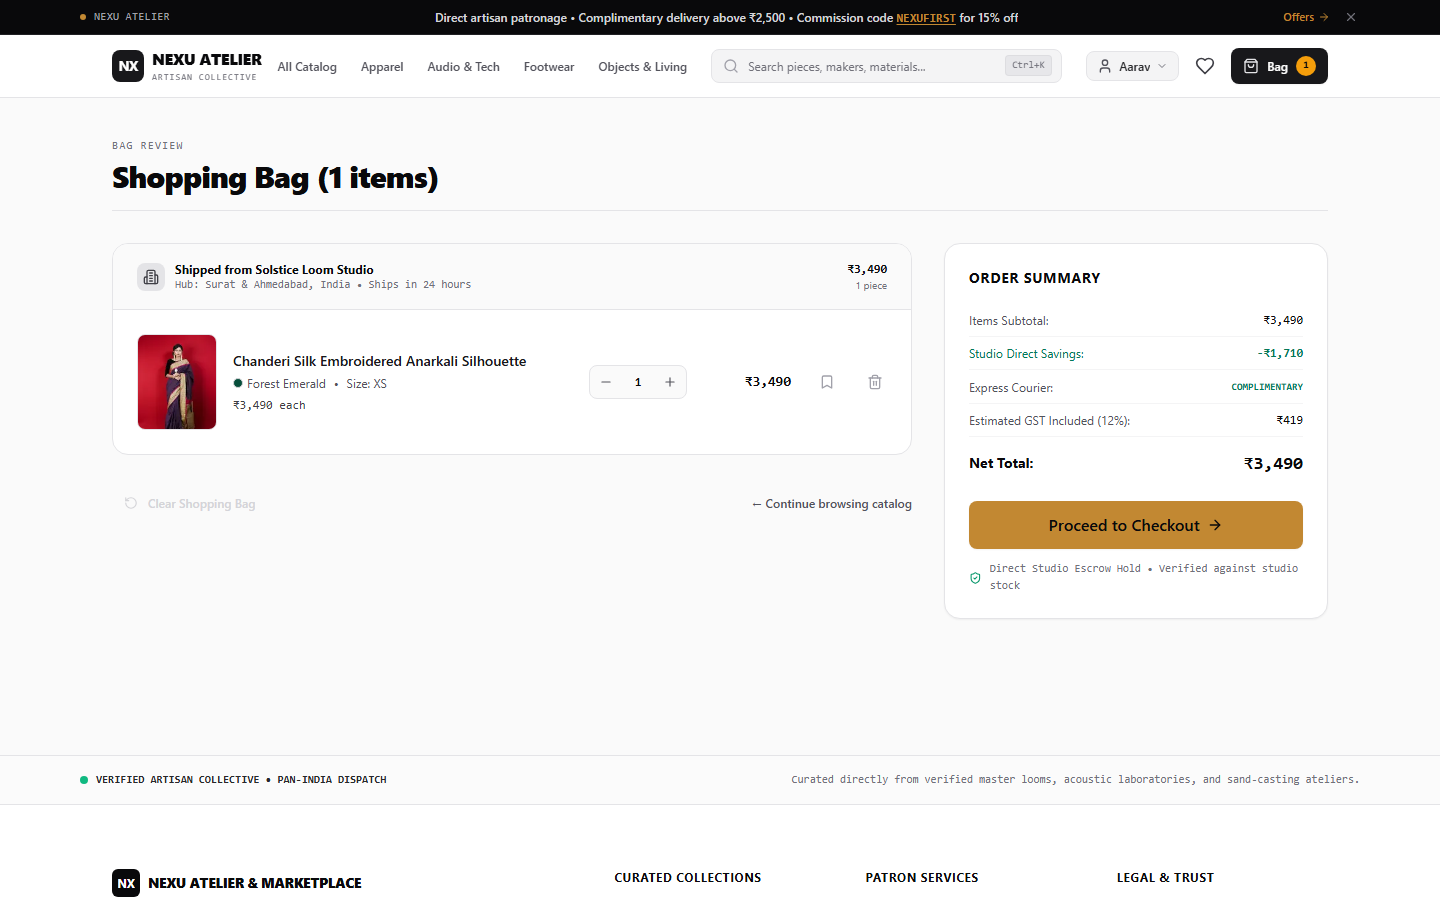 NEXU ATELIER
Direct artisan patronage • Complimentary delivery above ₹2,500 • Commission code NEXUFIRST for 15% off
Offers →
NX
NEXU ATELIER
ARTISAN COLLECTIVE
All Catalog
Apparel
Audio & Tech
Footwear
Objects & Living
Search pieces, makers, materials...
Ctrl+K
Aarav
Bag
1
BAG REVIEW
Shopping Bag (1 items)
Shipped from Solstice Loom Studio
Hub: Surat & Ahmedabad, India • Ships in 24 hours
₹3,490
1 piece
Chanderi Silk Embroidered Anarkali Silhouette
Forest Emerald • Size: XS
₹3,490 each
− 1 +
₹3,490
Clear Shopping Bag
← Continue browsing catalog
ORDER SUMMARY
Items Subtotal: ₹3,490
Studio Direct Savings: -₹1,710
Express Courier: COMPLIMENTARY
Estimated GST Included (12%): ₹419
Net Total: ₹3,490
Proceed to Checkout →
Direct Studio Escrow Hold • Verified against studio
stock
VERIFIED ARTISAN COLLECTIVE • PAN-INDIA DISPATCH
Curated directly from verified master looms, acoustic laboratories, and sand-casting ateliers.
NX
NEXU ATELIER & MARKETPLACE
CURATED COLLECTIONS
PATRON SERVICES
LEGAL & TRUST